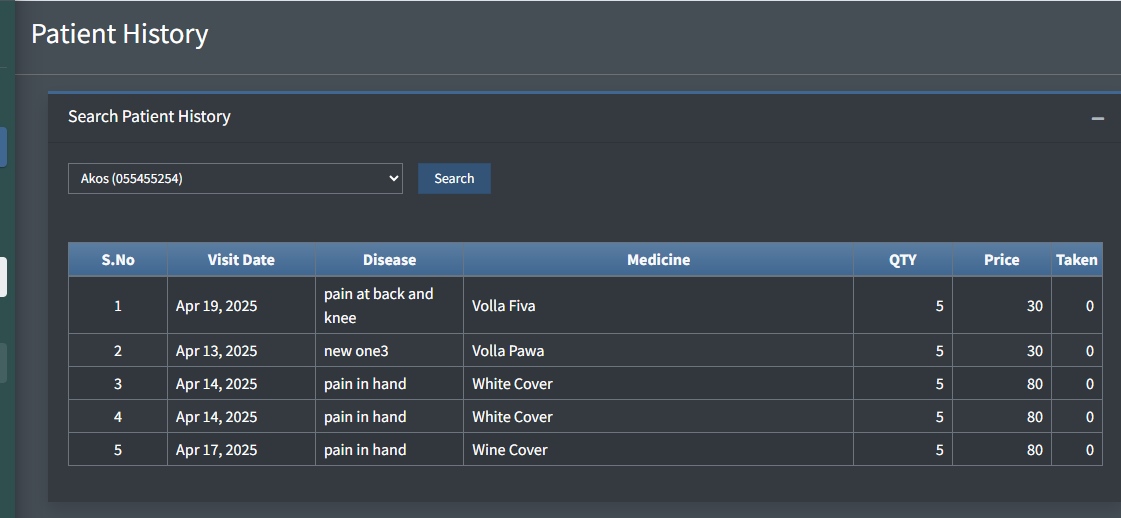 Patient History
Search Patient History
Akos (055455254) Search
S.No Visit Date Disease Medicine QTY Price Taken
1 Apr 19, 2025 pain at back and knee Volla Fiva 5 30 0
2 Apr 13, 2025 new one3 Volla Pawa 5 30 0
3 Apr 14, 2025 pain in hand White Cover 5 80 0
4 Apr 14, 2025 pain in hand White Cover 5 80 0
5 Apr 17, 2025 pain in hand Wine Cover 5 80 0